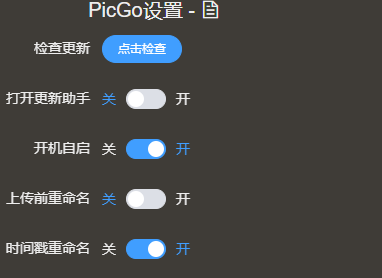 PicGo设置 -
检查更新 点击检查
打开更新助手 关 开
开机自启 关 开
上传前重命名 关 开
时间戳重命名 关 开